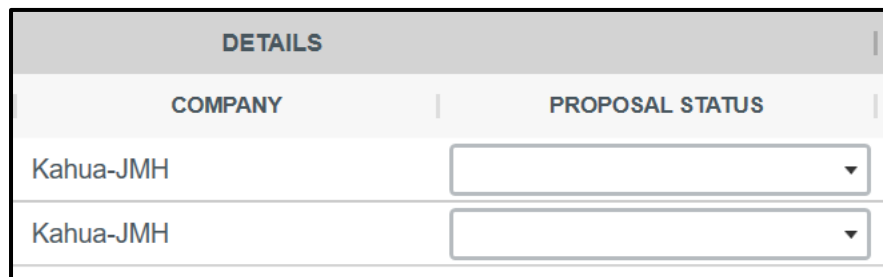 DETAILS
COMPANY PROPOSAL STATUS
Kahua-JMH
Kahua-JMH